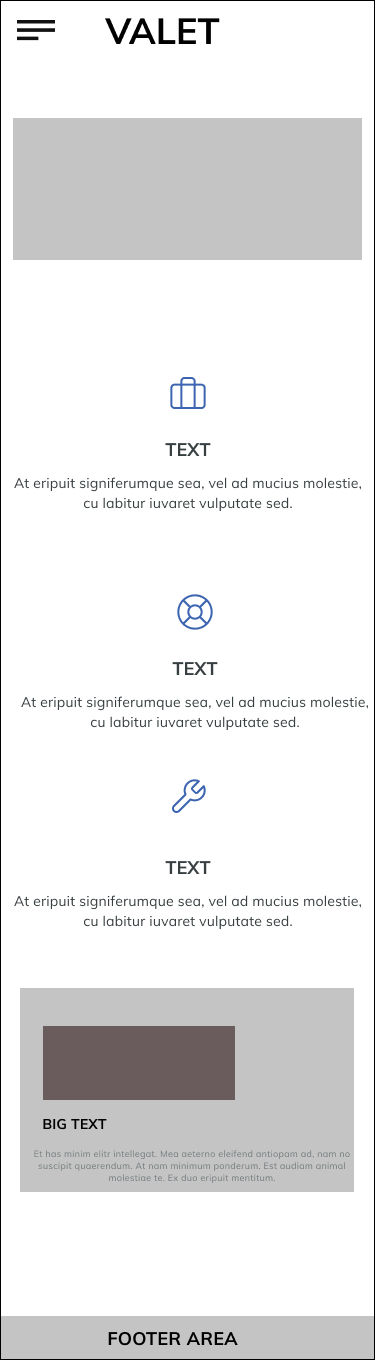 VALET
TEXT
At eripuit signiferumque sea, vel ad mucius molestie,
cu labitur iuvaret vulputate sed.
TEXT
At eripuit signiferumque sea, vel ad mucius molestie,
cu labitur iuvaret vulputate sed.
TEXT
At eripuit signiferumque sea, vel ad mucius molestie,
cu labitur iuvaret vulputate sed.
BIG TEXT
Et has minim elitr intellegat. Mea aeterno eleifend antiopam ad, nam no
suscipit quaerendum. At nam minimum ponderum. Est audiam animal
molestiae te. Ex duo eripuit mentitum.
FOOTER AREA